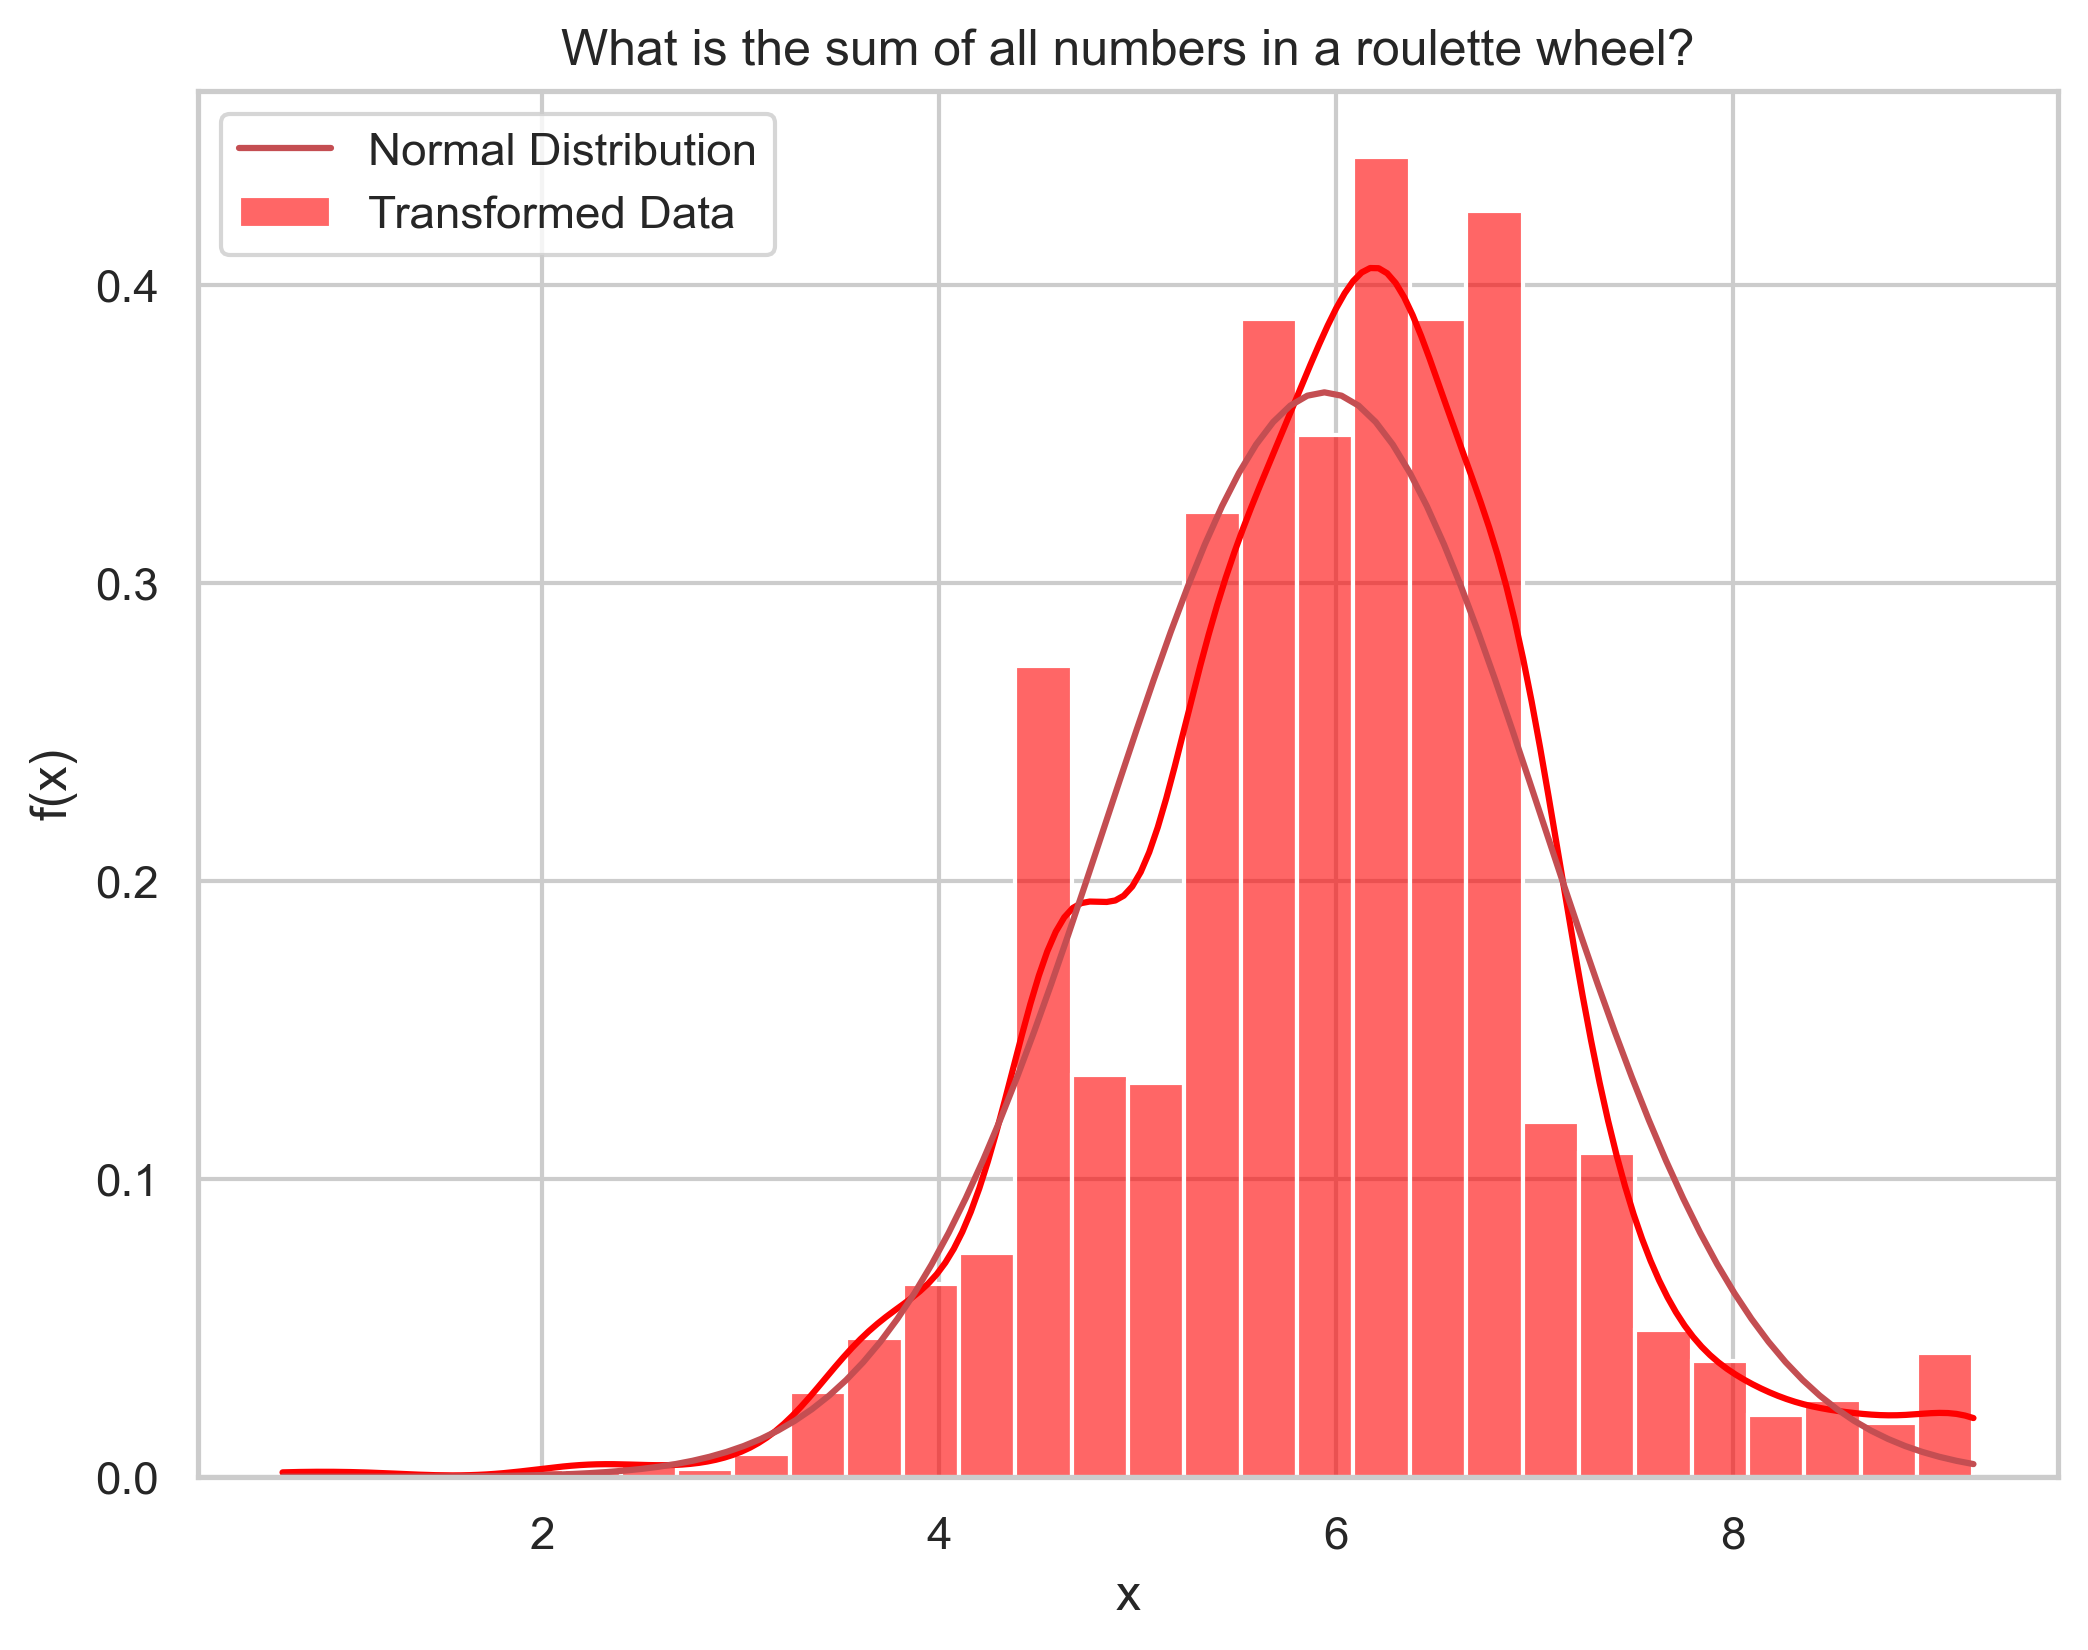 What is the sum of all numbers in a roulette wheel?
Normal Distribution
Transformed Data
0.4
0.3
0.2
0.1
0.0
f(x)
2 4 6 8
x